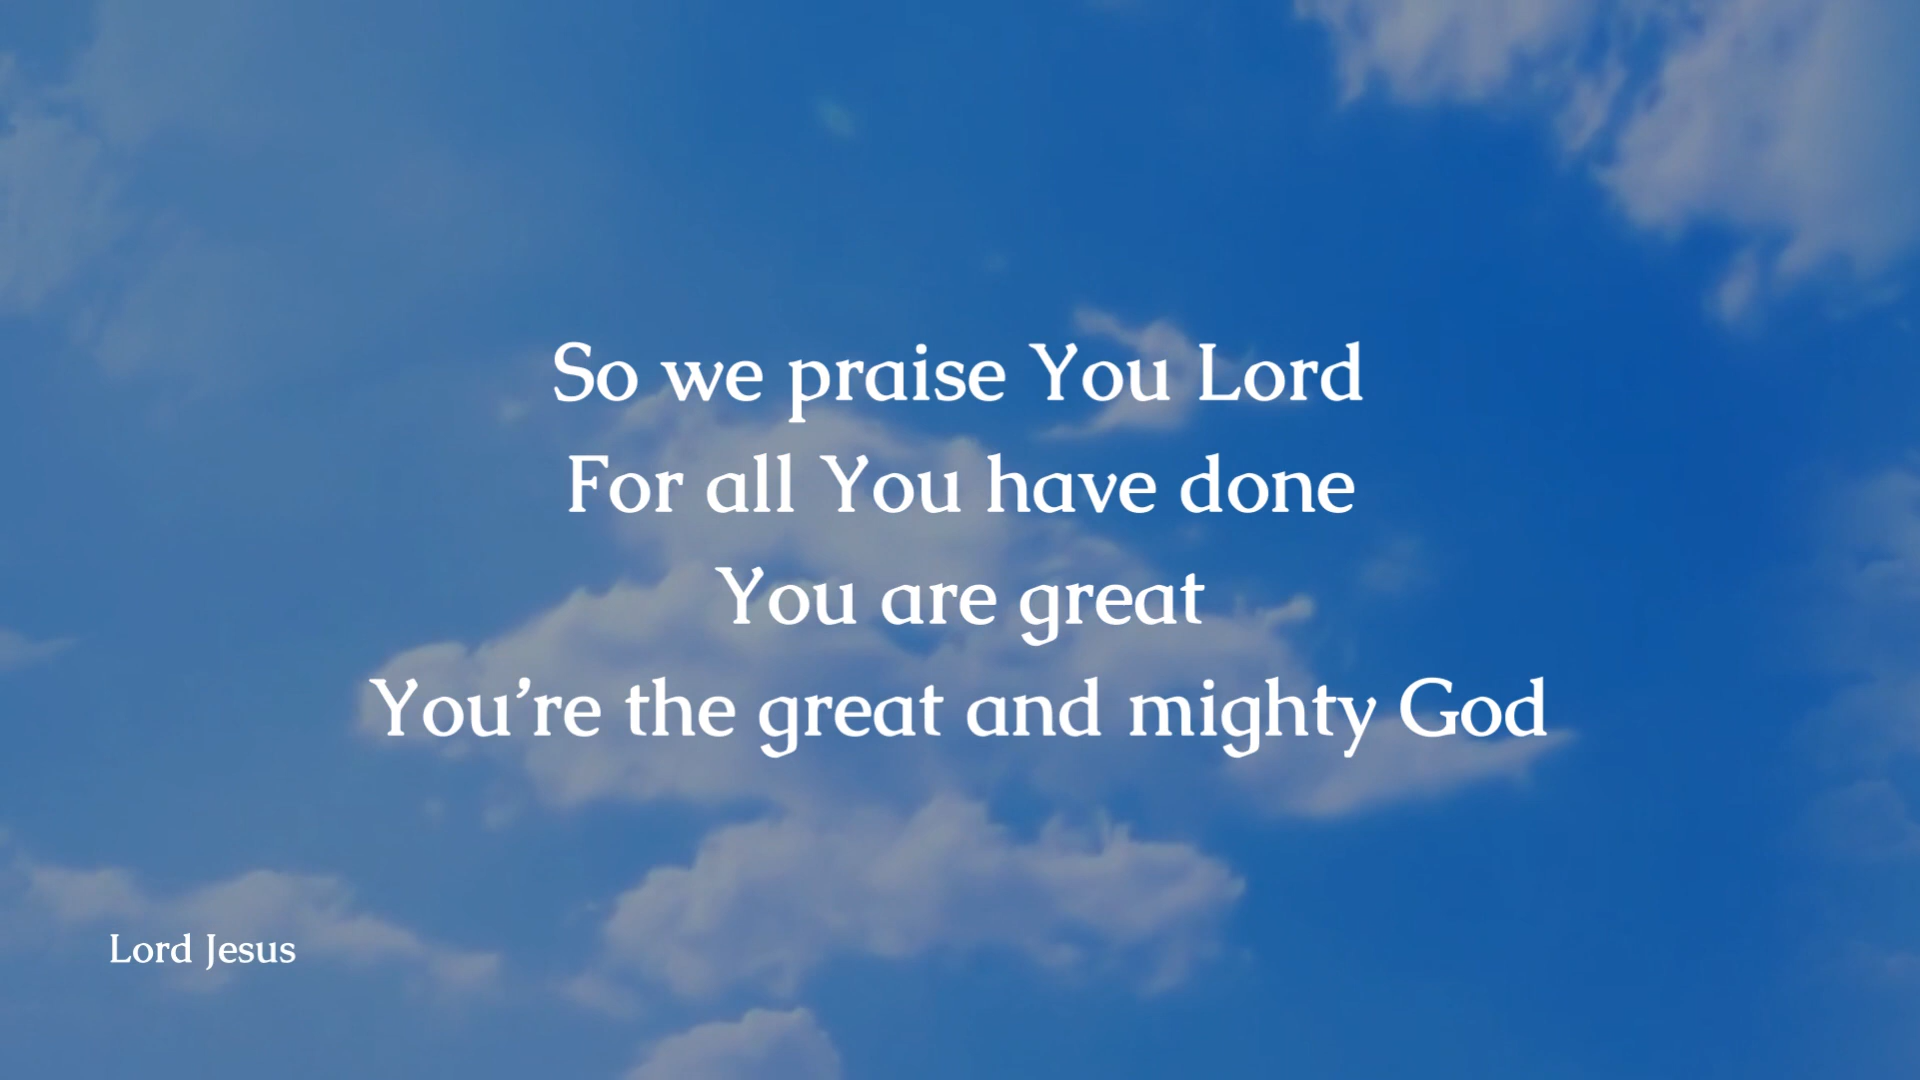 So we praise You Lord
For all You have done
You are great
You’re the great and mighty God
Lord Jesus